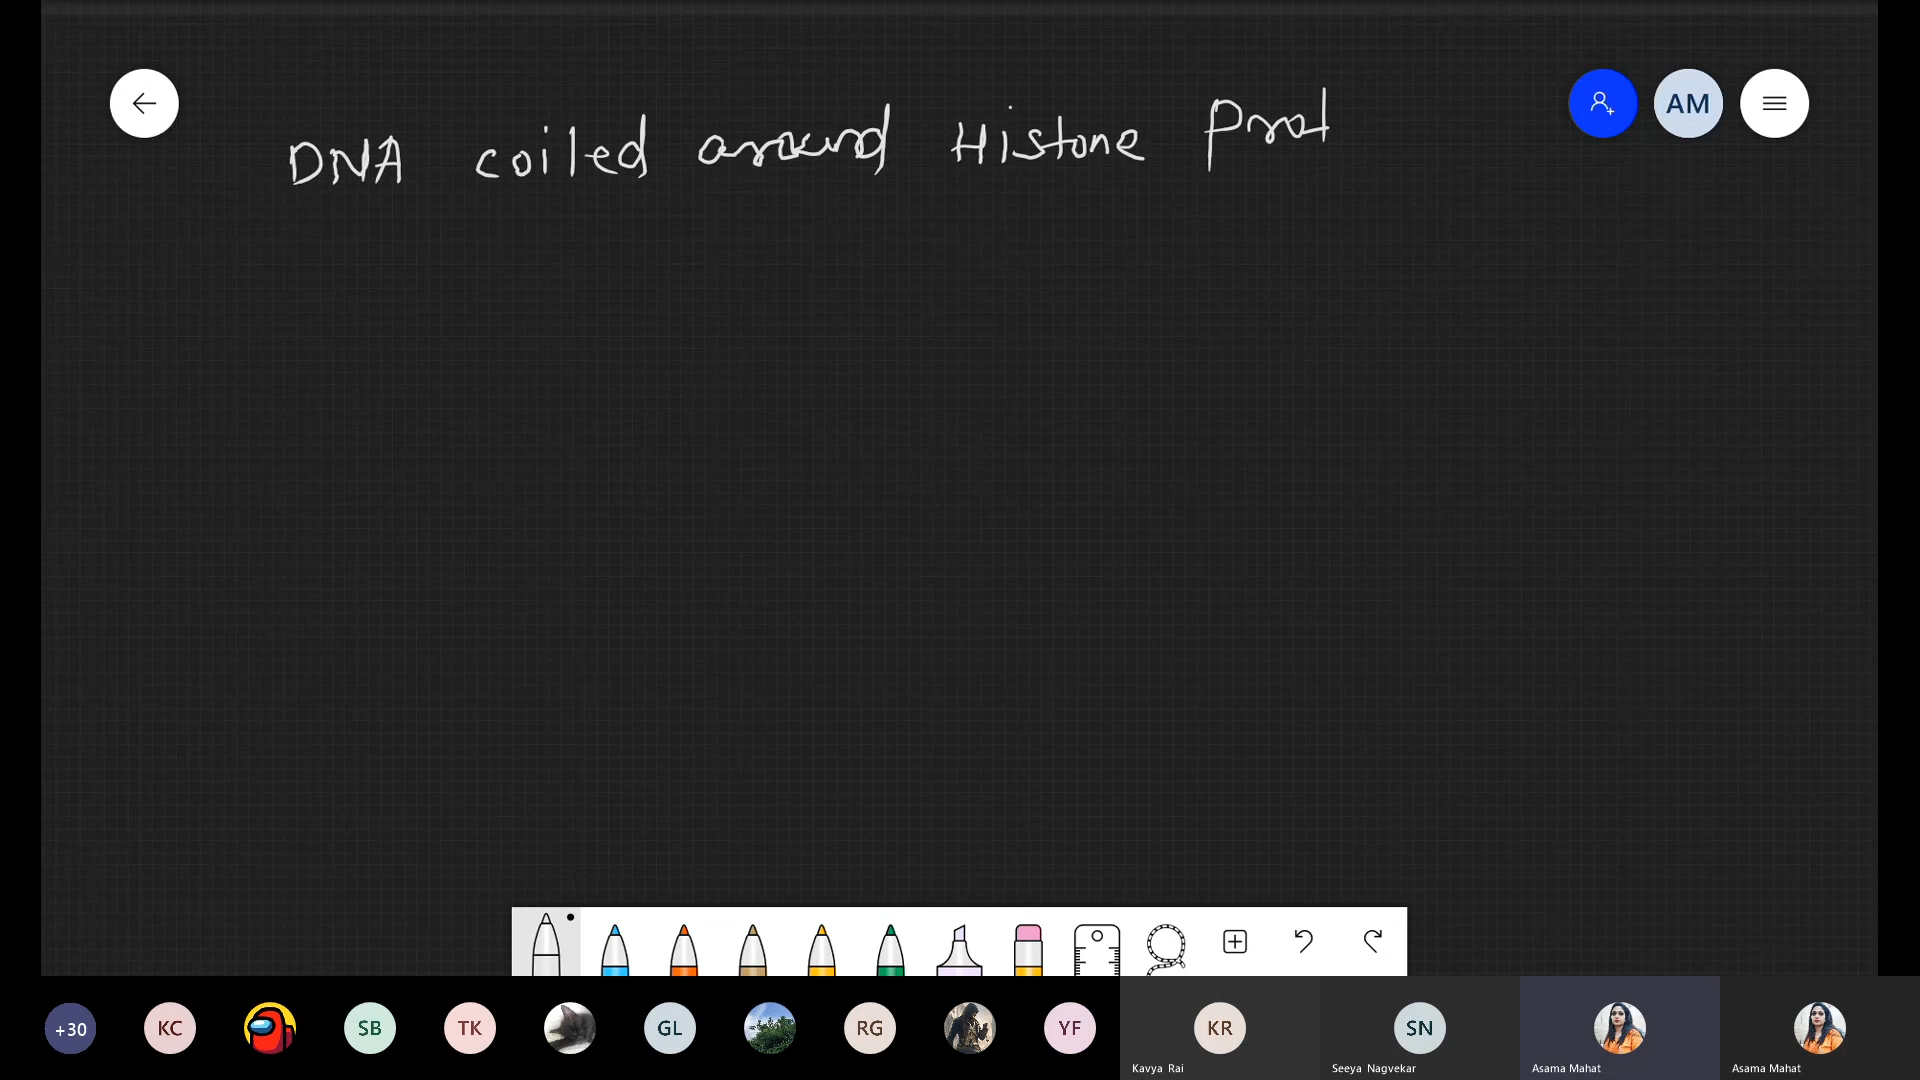 AM
DNA coiled around Histone Prot
+30
KC
SB
TK
GL
RG
YF
KR
SN
Kavya Rai
Seeya Nagvekar
Asama Mahat
Asama Mahat